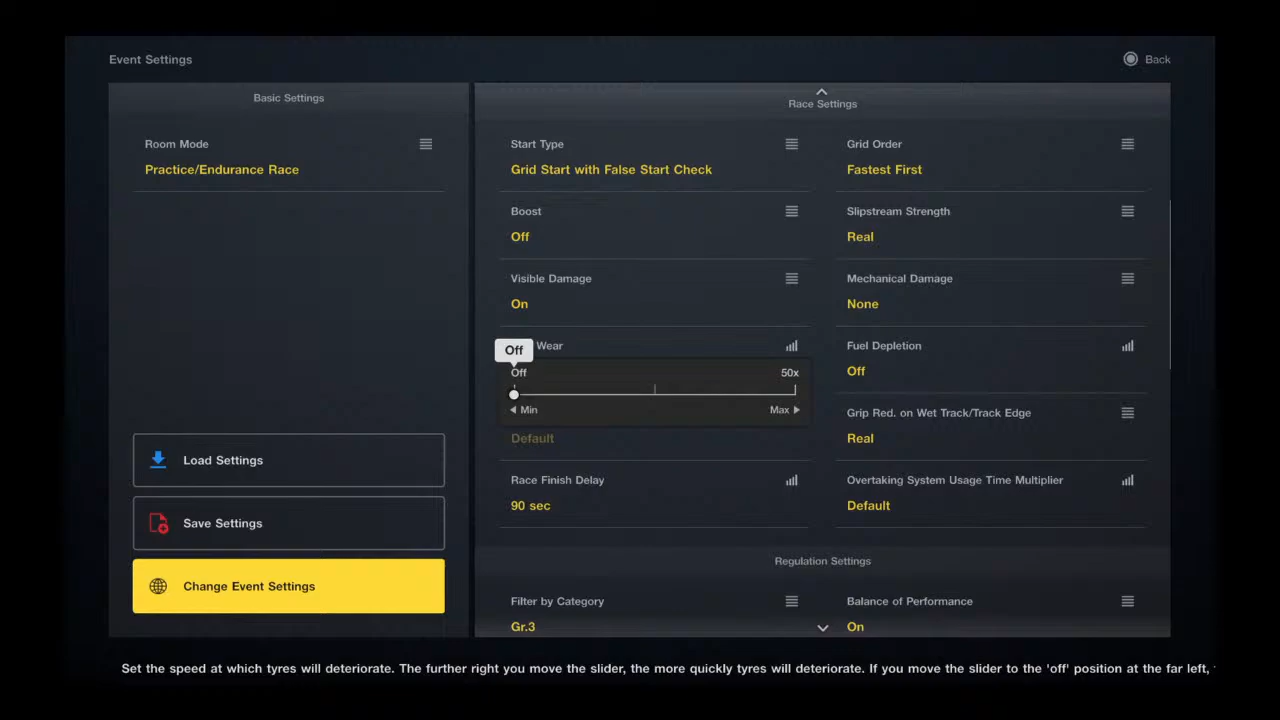 Event Settings
Back
Basic Settings
Room Mode
Practice/Endurance Race
Load Settings
Save Settings
Change Event Settings
Race Settings
Start Type
Grid Start with False Start Check
Grid Order
Fastest First
Boost
Off
Slipstream Strength
Real
Visible Damage
On
Mechanical Damage
None
Wear
Off
Off
50x
Min
Max
Fuel Depletion
Off
Default
Grip Red. on Wet Track/Track Edge
Real
Race Finish Delay
90 sec
Overtaking System Usage Time Multiplier
Default
Regulation Settings
Filter by Category
Gr.3
Balance of Performance
On
Set the speed at which tyres will deteriorate. The further right you move the slider, the more quickly tyres will deteriorate. If you move the slider to the 'off' position at the far left,